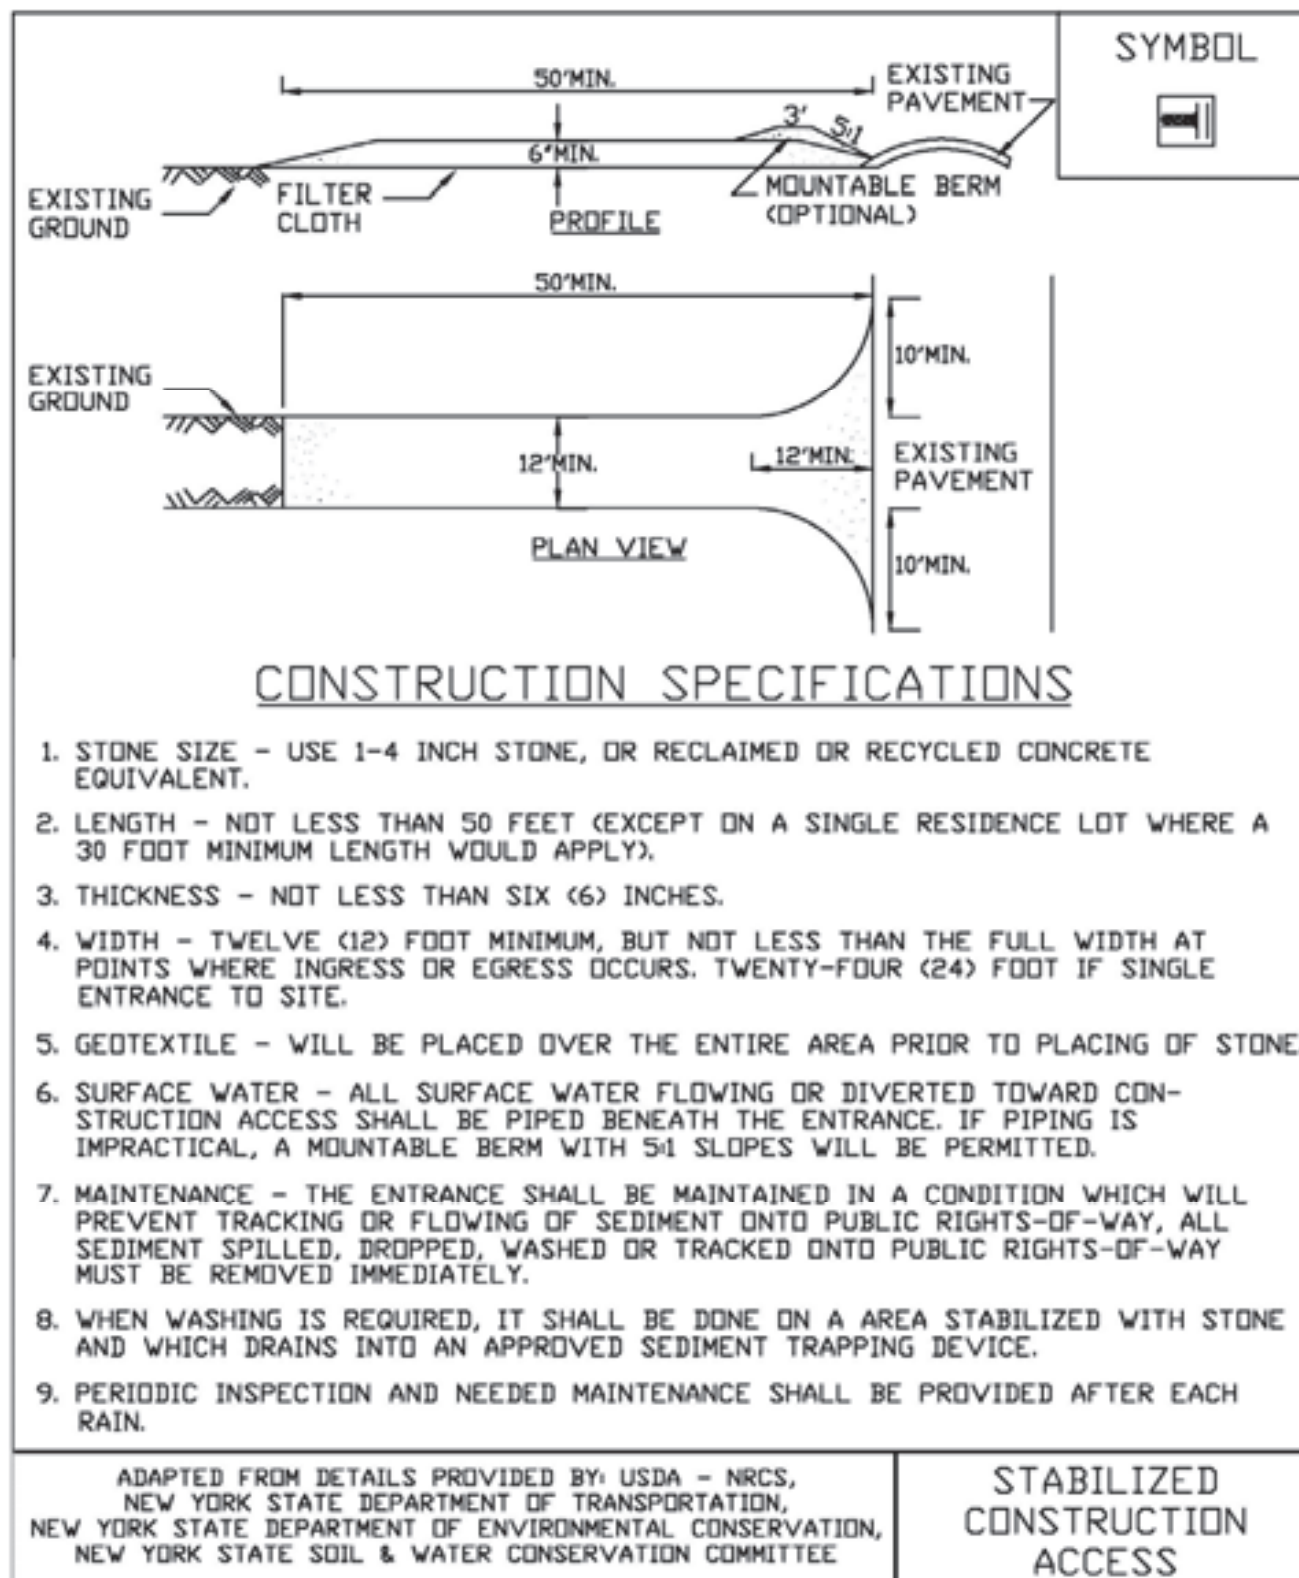 SYMBOL
50'MIN.
EXISTING
PAVEMENT
3'
5:1
6"MIN.
EXISTING
GROUND
FILTER
CLOTH
PROFILE
MOUNTABLE BERM
(OPTIONAL)
50'MIN.
10'MIN.
EXISTING
GROUND
12'MIN.
12'MIN.
EXISTING
PAVEMENT
PLAN VIEW
10'MIN.
CONSTRUCTION SPECIFICATIONS
1. STONE SIZE - USE 1-4 INCH STONE, OR RECLAIMED OR RECYCLED CONCRETE
EQUIVALENT.
2. LENGTH - NOT LESS THAN 50 FEET (EXCEPT ON A SINGLE RESIDENCE LOT WHERE A
30 FOOT MINIMUM LENGTH WOULD APPLY).
3. THICKNESS - NOT LESS THAN SIX (6) INCHES.
4. WIDTH - TWELVE (12) FOOT MINIMUM, BUT NOT LESS THAN THE FULL WIDTH AT
POINTS WHERE INGRESS OR EGRESS OCCURS. TWENTY-FOUR (24) FOOT IF SINGLE
ENTRANCE TO SITE.
5. GEOTEXTILE - WILL BE PLACED OVER THE ENTIRE AREA PRIOR TO PLACING OF STONE
6. SURFACE WATER - ALL SURFACE WATER FLOWING OR DIVERTED TOWARD CON-
STRUCTION ACCESS SHALL BE PIPED BENEATH THE ENTRANCE. IF PIPING IS
IMPRACTICAL, A MOUNTABLE BERM WITH 5:1 SLOPES WILL BE PERMITTED.
7. MAINTENANCE - THE ENTRANCE SHALL BE MAINTAINED IN A CONDITION WHICH WILL
PREVENT TRACKING OR FLOWING OF SEDIMENT ONTO PUBLIC RIGHTS-OF-WAY, ALL
SEDIMENT SPILLED, DROPPED, WASHED OR TRACKED ONTO PUBLIC RIGHTS-OF-WAY
MUST BE REMOVED IMMEDIATELY.
8. WHEN WASHING IS REQUIRED, IT SHALL BE DONE ON A AREA STABILIZED WITH STONE
AND WHICH DRAINS INTO AN APPROVED SEDIMENT TRAPPING DEVICE.
9. PERIODIC INSPECTION AND NEEDED MAINTENANCE SHALL BE PROVIDED AFTER EACH
RAIN.
ADAPTED FROM DETAILS PROVIDED BY: USDA - NRCS,
NEW YORK STATE DEPARTMENT OF TRANSPORTATION,
NEW YORK STATE DEPARTMENT OF ENVIRONMENTAL CONSERVATION,
NEW YORK STATE SOIL & WATER CONSERVATION COMMITTEE
STABILIZED
CONSTRUCTION
ACCESS